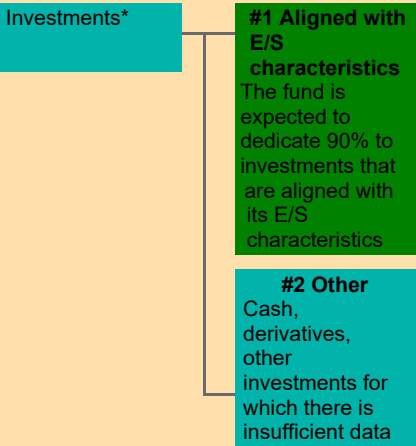 Investments*
#1 Aligned with
E/S
characteristics
The fund is
expected to
dedicate 90% to
investments that
are aligned with
its E/S
characteristics
#2 Other
Cash,
derivatives,
other
investments for
which there is
insufficient data